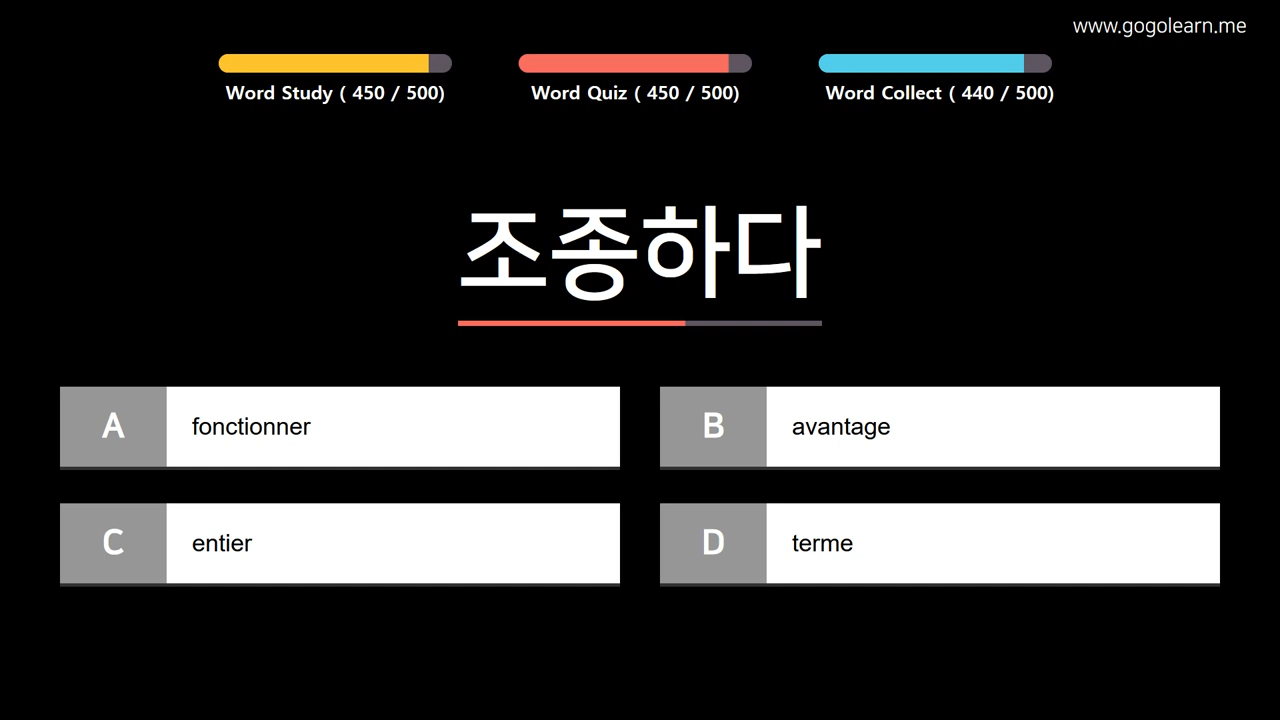 www.gogolearn.me
Word Study ( 450 / 500)
Word Quiz ( 450 / 500)
Word Collect ( 440 / 500)
조종하다
A fonctionner
B avantage
C entier
D terme